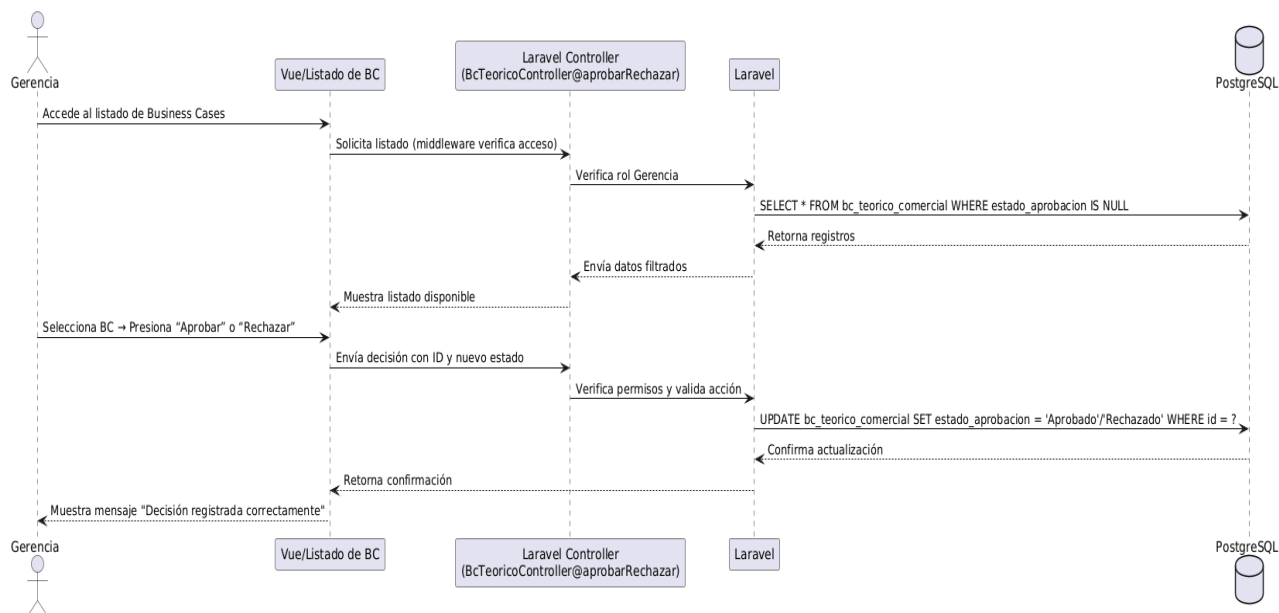 Gerencia
Vue/Listado de BC
Laravel Controller
(BcTeoricoController@aprobarRechazar)
Laravel
PostgreSQL
Accede al listado de Business Cases
Solicita listado (middleware verifica acceso)
Verifica rol Gerencia
SELECT * FROM bc_teorico_comercial WHERE estado_aprobacion IS NULL
Retorna registros
Envía datos filtrados
Muestra listado disponible
Selecciona BC → Presiona “Aprobar” o “Rechazar”
Envía decisión con ID y nuevo estado
Verifica permisos y valida acción
UPDATE bc_teorico_comercial SET estado_aprobacion = 'Aprobado'/'Rechazado' WHERE id = ?
Confirma actualización
Retorna confirmación
Muestra mensaje "Decisión registrada correctamente"
Gerencia
Vue/Listado de BC
Laravel Controller
(BcTeoricoController@aprobarRechazar)
Laravel
PostgreSQL